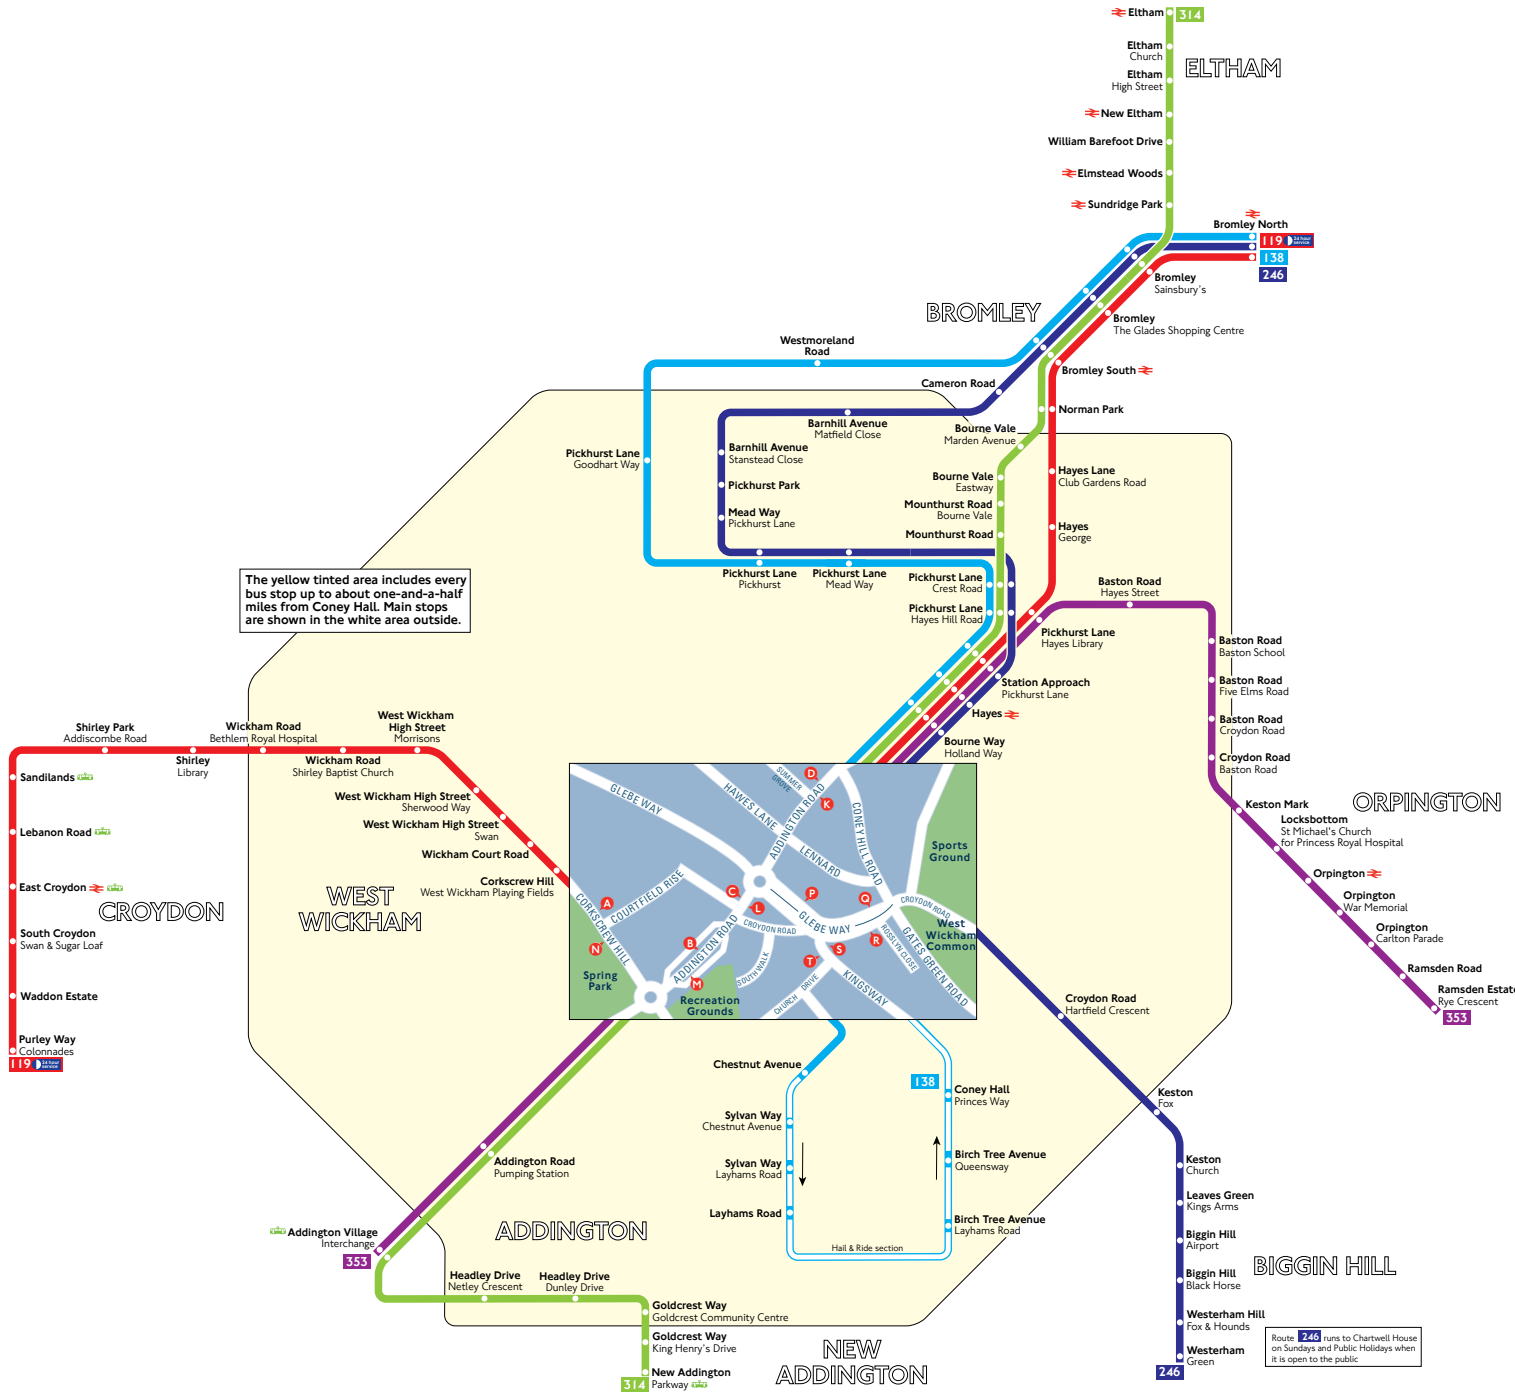 Eltham
314
Eltham
Church
ELTHAM
Eltham
High Street
New Eltham
William Barefoot Drive
Elmstead Woods
Sundridge Park
Bromley North
119
24 hour
service
138
246
Bromley
Sainsbury's
BROMLEY
Bromley
The Glades Shopping Centre
Westmoreland
Road
Bromley South
Cameron Road
Norman Park
Barnhill Avenue
Matfield Close
Bourne Vale
Marden Avenue
Pickhurst Lane
Goodhart Way
Barnhill Avenue
Stanstead Close
Hayes Lane
Club Gardens Road
Bourne Vale
Eastway
Pickhurst Park
Mounthurst Road
Bourne Vale
Mead Way
Pickhurst Lane
Hayes
George
Mounthurst Road
Pickhurst Lane
Pickhurst
Pickhurst Lane
Mead Way
Pickhurst Lane
Crest Road
Baston Road
Hayes Street
The yellow tinted area includes every
bus stop up to about one-and-a-half
miles from Coney Hall. Main stops
are shown in the white area outside.
Pickhurst Lane
Hayes Hill Road
Pickhurst Lane
Hayes Library
Baston Road
Baston School
Station Approach
Pickhurst Lane
Baston Road
Five Elms Road
Hayes
Baston Road
Croydon Road
Bourne Way
Holland Way
Croydon Road
Baston Road
Shirley Park
Addiscombe Road
Wickham Road
Bethlem Royal Hospital
West Wickham
High Street
Morrisons
Shirley
Library
Wickham Road
Shirley Baptist Church
Sandilands
West Wickham High Street
Sherwood Way
West Wickham High Street
Swan
Lebanon Road
Wickham Court Road
Corkscrew Hill
West Wickham Playing Fields
East Croydon
CROYDON
WEST
WICKHAM
South Croydon
Swan & Sugar Loaf
Waddon Estate
Purley Way
Colonnades
119
24 hour
service
Keston Mark
ORPINGTON
Locksbottom
St Michael's Church
for Princess Royal Hospital
Orpington
Orpington
War Memorial
Orpington
Carlton Parade
Ramsden Road
Ramsden Estate
Rye Crescent
353
GLEBE WAY
HAWES LANE
SUMMER
GROVE
D
K
ADDINGTON ROAD
LENNARD
CONEY HILL ROAD
Sports
Ground
COURTFIELD RISE
CORKSCREW HILL
A
N
C
L
P
Q
R
S
T
B
M
CROYDON ROAD
GLEBE WAY
CROYDON ROAD
West
Wickham
Common
ROSSLYN CLOSE
GATES GREEN ROAD
ADDINGTON ROAD
SOUTH WALK
CHURCH DRIVE
KINGSWAY
Spring
Park
Recreation
Grounds
Croydon Road
Hartfield Crescent
Chestnut Avenue
138
Coney Hall
Princes Way
Keston
Fox
Sylvan Way
Chestnut Avenue
Sylvan Way
Layhams Road
Birch Tree Avenue
Queensway
Keston
Church
Addington Road
Pumping Station
Leaves Green
Kings Arms
Layhams Road
Birch Tree Avenue
Layhams Road
Hail & Ride section
Addington Village
Interchange
353
ADDINGTON
Biggin Hill
Airport
BIGGIN HILL
Biggin Hill
Black Horse
Headley Drive
Netley Crescent
Headley Drive
Dunley Drive
Goldcrest Way
Goldcrest Community Centre
Westerham Hill
Fox & Hounds
Goldcrest Way
King Henry's Drive
Westerham
Green
246
Route 246 runs to Chartwell House
on Sundays and Public Holidays when
it is open to the public
New Addington
Parkway
314
NEW
ADDINGTON